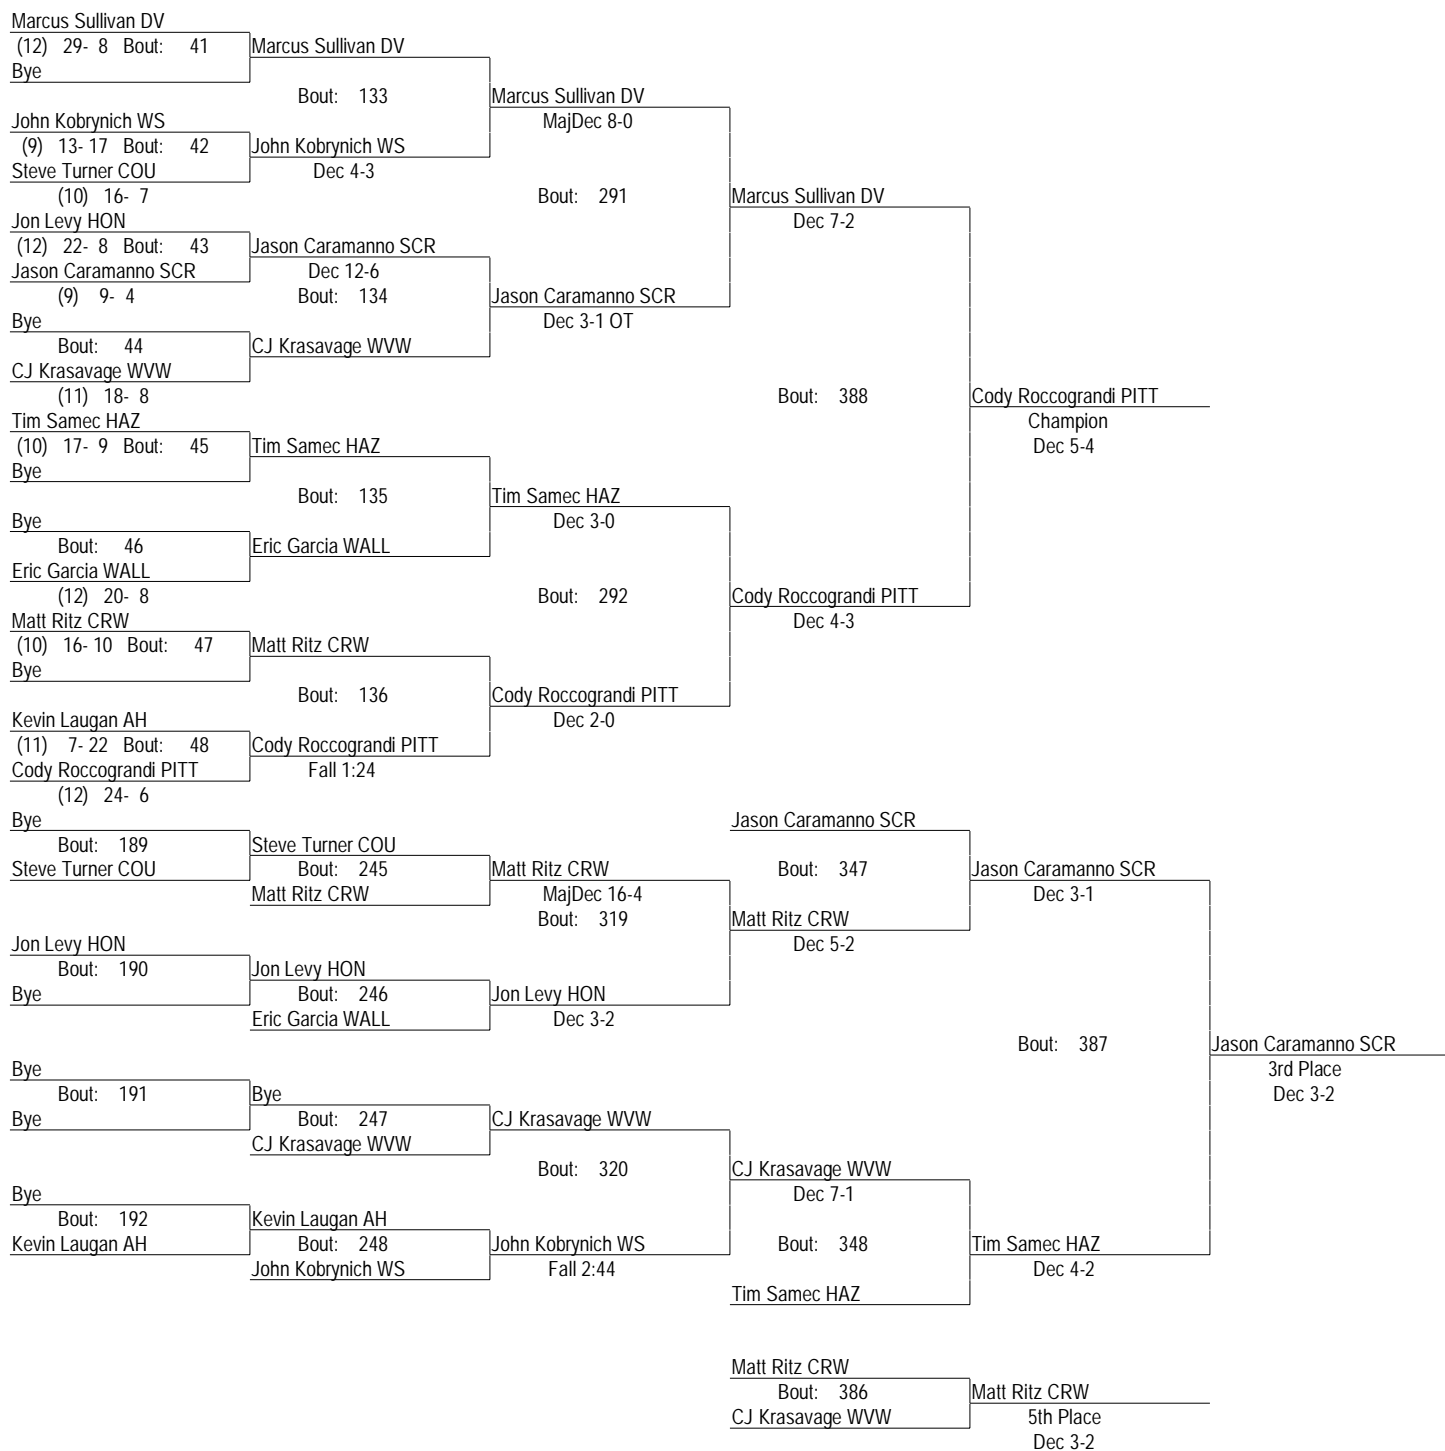 Marcus Sullivan DV
(12) 29- 8 Bout: 41 Marcus Sullivan DV
Bye
Bout: 133 Marcus Sullivan DV
John Kobrynich WS MajDec 8-0
(9) 13- 17 Bout: 42 John Kobrynich WS
Steve Turner COU Dec 4-3
(10) 16- 7 Bout: 291 Marcus Sullivan DV
Jon Levy HON Dec 7-2
(12) 22- 8 Bout: 43 Jason Caramanno SCR
Jason Caramanno SCR Dec 12-6
(9) 9- 4 Bout: 134 Jason Caramanno SCR
Bye Dec 3-1 OT
Bout: 44 CJ Krasavage WVW
CJ Krasavage WVW
(11) 18- 8 Bout: 388 Cody Roccograndi PITT
Tim Samec HAZ Champion
(10) 17- 9 Bout: 45 Tim Samec HAZ Dec 5-4
Bye
Bout: 135 Tim Samec HAZ
Bye Dec 3-0
Bout: 46 Eric Garcia WALL
Eric Garcia WALL
(12) 20- 8 Bout: 292 Cody Roccograndi PITT
Matt Ritz CRW Dec 4-3
(10) 16- 10 Bout: 47 Matt Ritz CRW
Bye
Bout: 136 Cody Roccograndi PITT
Kevin Laugan AH Dec 2-0
(11) 7- 22 Bout: 48 Cody Roccograndi PITT
Cody Roccograndi PITT Fall 1:24
(12) 24- 6
Bye Jason Caramanno SCR
Bout: 189 Steve Turner COU
Steve Turner COU Bout: 245 Matt Ritz CRW Bout: 347 Jason Caramanno SCR
Matt Ritz CRW MajDec 16-4 Dec 3-1
Bout: 319 Matt Ritz CRW
Jon Levy HON Dec 5-2
Bout: 190 Jon Levy HON
Bye Bout: 246 Jon Levy HON
Eric Garcia WALL Dec 3-2
Bout: 387 Jason Caramanno SCR
Bye 3rd Place
Bout: 191 Bye Dec 3-2
Bye Bout: 247 CJ Krasavage WVW
CJ Krasavage WVW
Bout: 320 CJ Krasavage WVW
Bye Dec 7-1
Bout: 192 Kevin Laugan AH
Kevin Laugan AH Bout: 248 John Kobrynich WS Bout: 348 Tim Samec HAZ
John Kobrynich WS Fall 2:44 Dec 4-2
Tim Samec HAZ
Matt Ritz CRW
Bout: 386 Matt Ritz CRW
CJ Krasavage WVW 5th Place
Dec 3-2